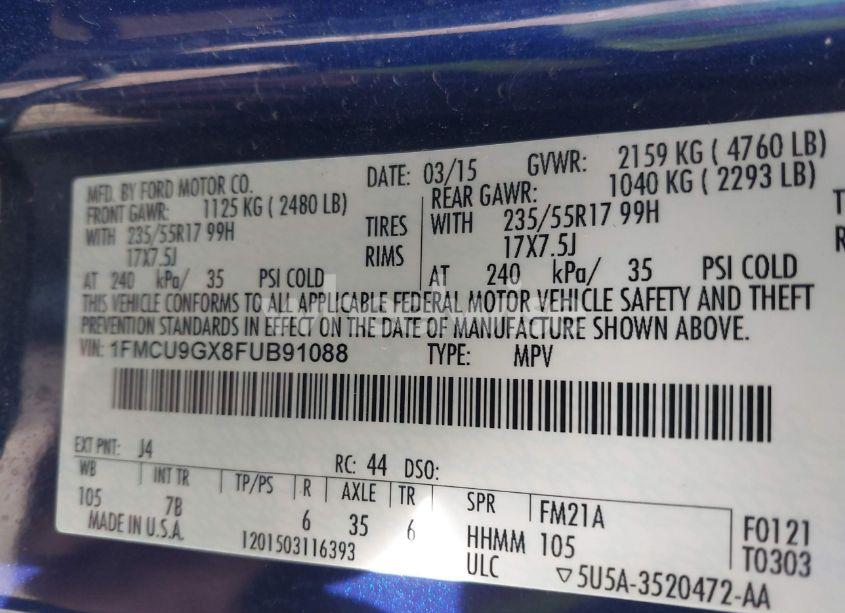 MFD. BY FORD MOTOR CO. DATE: 03/15 GVWR: 2159 KG ( 4760 LB)
FRONT GAWR: 1125 KG ( 2480 LB) REAR GAWR: 1040 KG ( 2293 LB)
WITH 235/55R17 99H TIRES WITH 235/55R17 99H T
17X7.5J RIMS 17X7.5J R
AT 240 kPa/ 35 PSI COLD AT 240 kPa/ 35 PSI COLD
THIS VEHICLE CONFORMS TO ALL APPLICABLE FEDERAL MOTOR VEHICLE SAFETY AND THEFT
PREVENTION STANDARDS IN EFFECT ON THE DATE OF MANUFACTURE SHOWN ABOVE.
VIN: 1FMCU9GX8FUB91088 TYPE: MPV
EXT PNT: J4 RC: 44 DSO:
WB INT TR TP/PS R AXLE TR SPR FM21A F0121
105 7B 6 35 6 HHMM 105 T0303
MADE IN U.S.A. 1201503116393 ULC ▽5U5A-3520472-AA